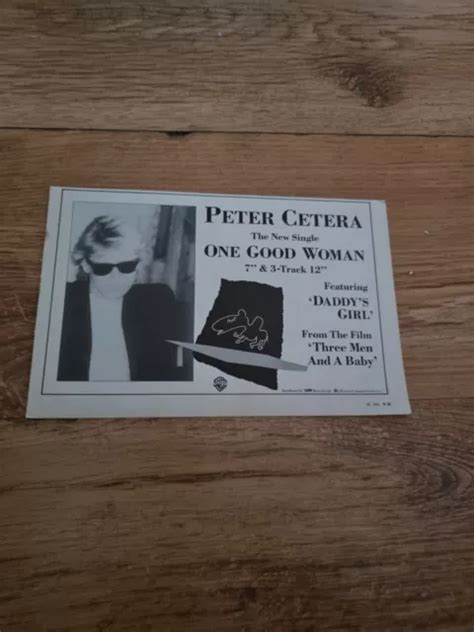 PETER CETERA
The New Single
ONE GOOD WOMAN
7" & 3-Track 12"
Featuring
'DADDY'S
GIRL'
From The Film
'Three Men
And A Baby'